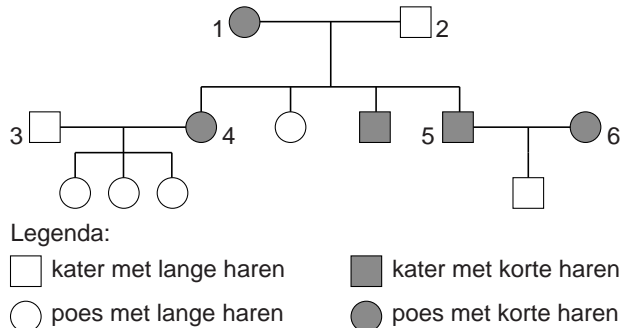 1 2
3 4 5 6
Legenda:
kater met lange haren kater met korte haren
poes met lange haren poes met korte haren